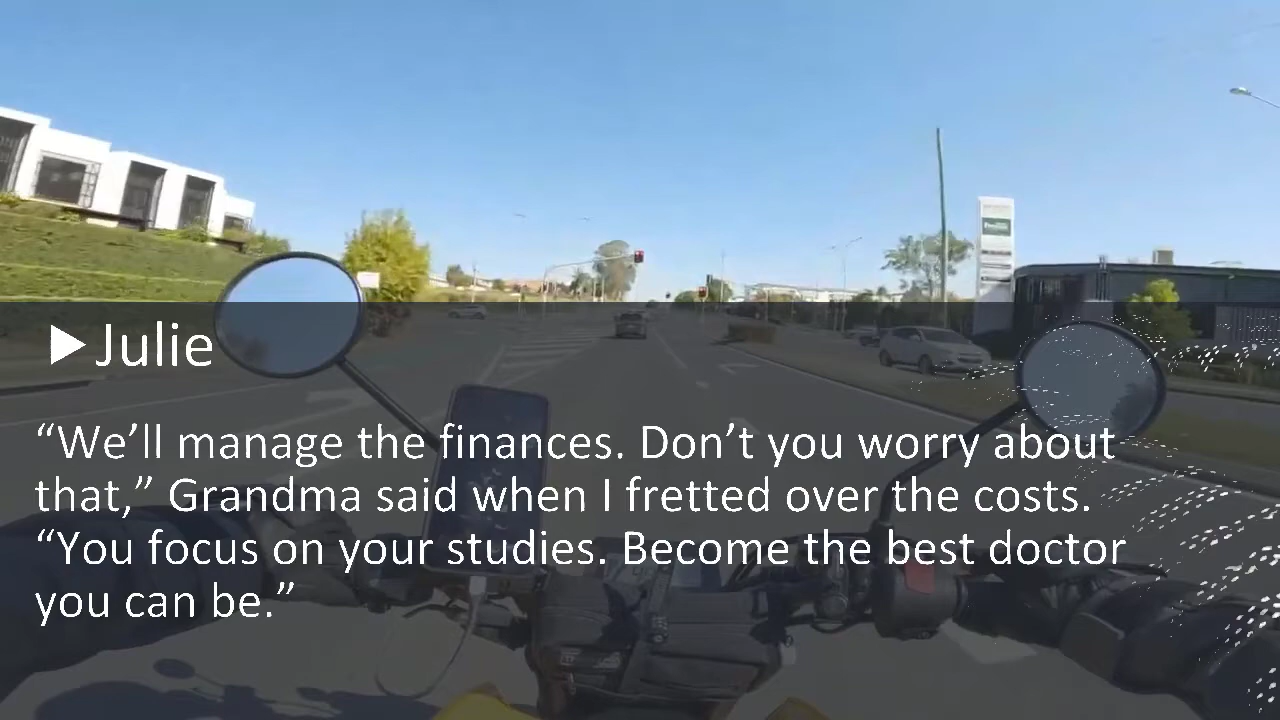 ▶Julie
“We’ll manage the finances. Don’t you worry about
that,” Grandma said when I fretted over the costs.
“You focus on your studies. Become the best doctor
you can be.”